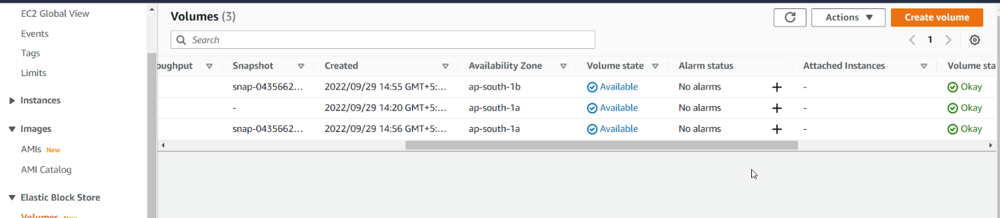 EC2 Global View
Events
Tags
Limits
Instances
Images
AMIs New
AMI Catalog
Elastic Block Store
Volumes New
Volumes (3)
Actions
Create volume
Search
1
oughput Snapshot Created Availability Zone Volume state Alarm status Attached Instances Volume sta
snap-0435662... 2022/09/29 14:55 GMT+5:... ap-south-1b Available No alarms + - Okay
- 2022/09/29 14:20 GMT+5:... ap-south-1a Available No alarms + - Okay
snap-0435662... 2022/09/29 14:56 GMT+5:... ap-south-1a Available No alarms + - Okay